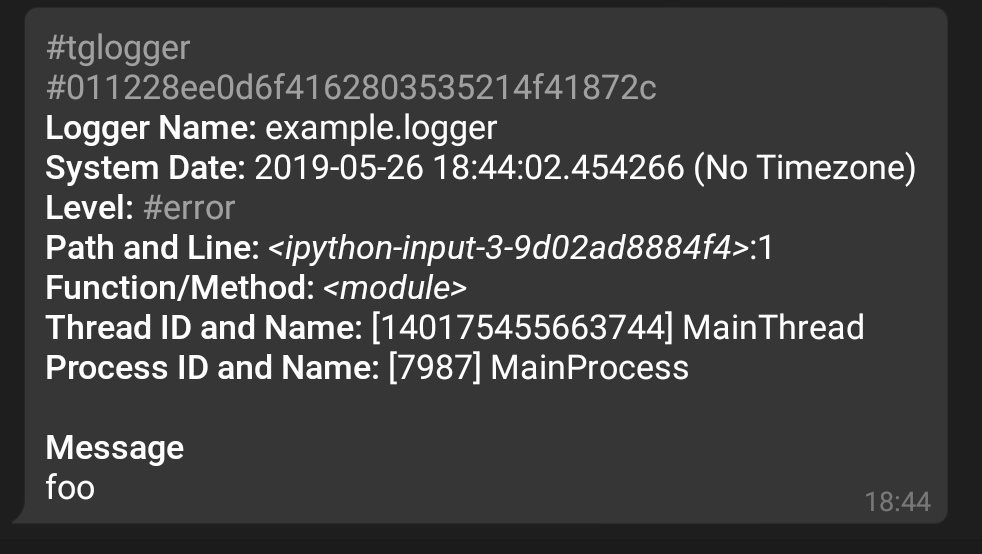 #tglogger
#011228ee0d6f4162803535214f41872c
Logger Name: example.logger
System Date: 2019-05-26 18:44:02.454266 (No Timezone)
Level: #error
Path and Line: <ipython-input-3-9d02ad8884f4>:1
Function/Method: <module>
Thread ID and Name: [140175455663744] MainThread
Process ID and Name: [7987] MainProcess
Message
foo
18:44